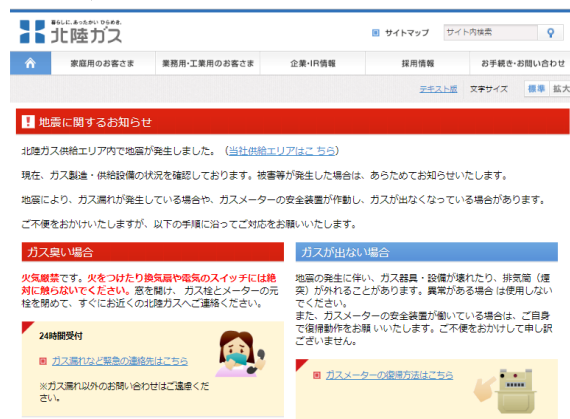 暮らしに、あったかい ひらめき。
北陸ガス
サイトマップ
サイト内検索
家庭用のお客さま
業務用・工業用のお客さま
企業・IR情報
採用情報
お手続き・お問い合わせ
テキスト版
文字サイズ
標準
拡大
! 地震に関するお知らせ
北陸ガス供給エリア内で地震が発生しました。（当社供給エリアはこ ちら）
現在、ガス製造・供給設備の状況を確認しております。被害等が発生した場合は、あらためてお知らせいたします。
地震により、ガス漏れが発生している場合や、ガスメーターの安全装置が作動し、ガスが出なくなっている場合があります。
ご不便をおかけいたしますが、以下の手順に沿ってご対応をお願いいたします。
ガス臭い場合
火気厳禁です。火をつけたり換気扇や電気のスイッチには絶
対に触らないでください。窓を開け、 ガス栓とメーターの元
栓を閉めて、すぐにお近くの北陸ガスへご連絡ください。
24時間受付
ガス漏れなど緊急の連絡先はこちら
※ガス漏れ以外のお問い合わせはご遠慮くだ
さい。
ガスが出ない場合
地震の発生に伴い、ガス器具・設備が壊れたり、排気筒（煙
突）が外れることがあります。異常がある場合 は使用しない
でください。
また、ガスメーターの安全装置が働いている場合は、ご自身
で復帰動作をお願 いいたします。ご不便をおかけして申し訳
ございません。
ガスメーターの復帰方法はこちら